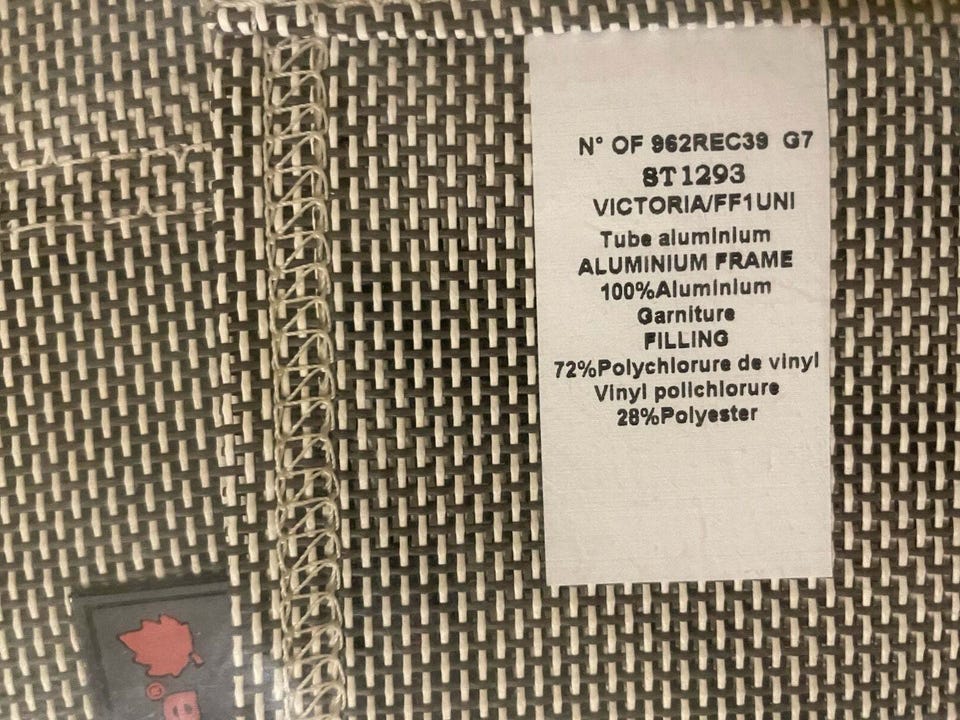 N° OF 962REC39 G7
ST1293
VICTORIA/FF1UNI
Tube aluminium
ALUMINIUM FRAME
100%Aluminium
Garniture
FILLING
72%Polychlorure de vinyl
Vinyl polichlorure
28%Polyester
®